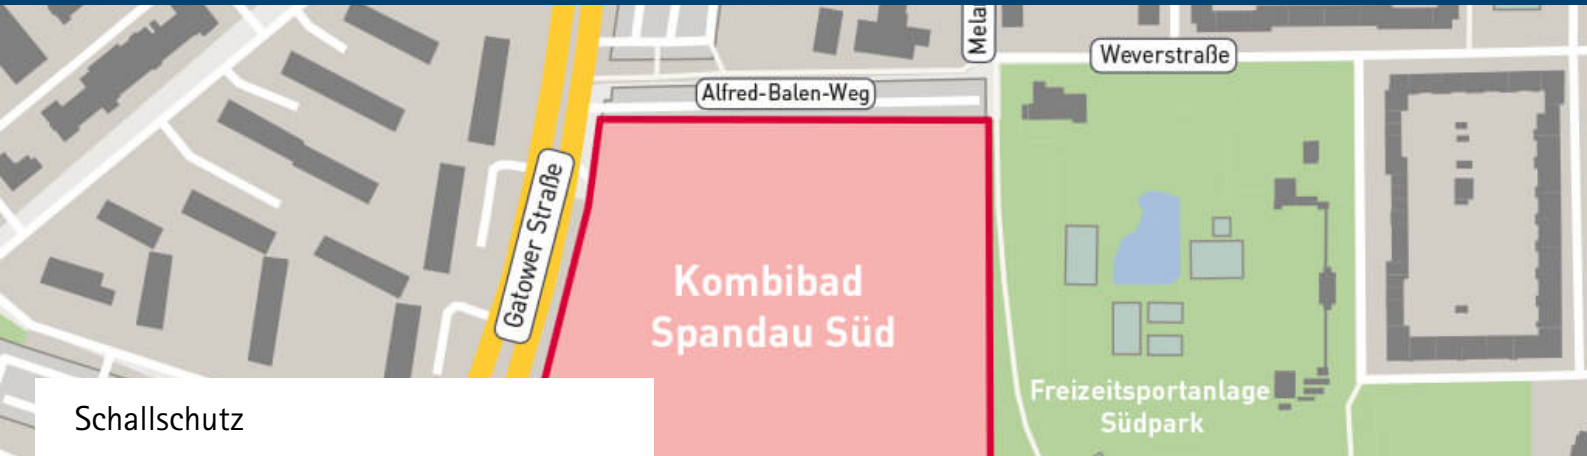 Mela
Weverstraße
Alfred-Balen-Weg
Gatower Straße
Kombibad
Spandau Süd
Freizeitsportanlage
Südpark
Schallschutz